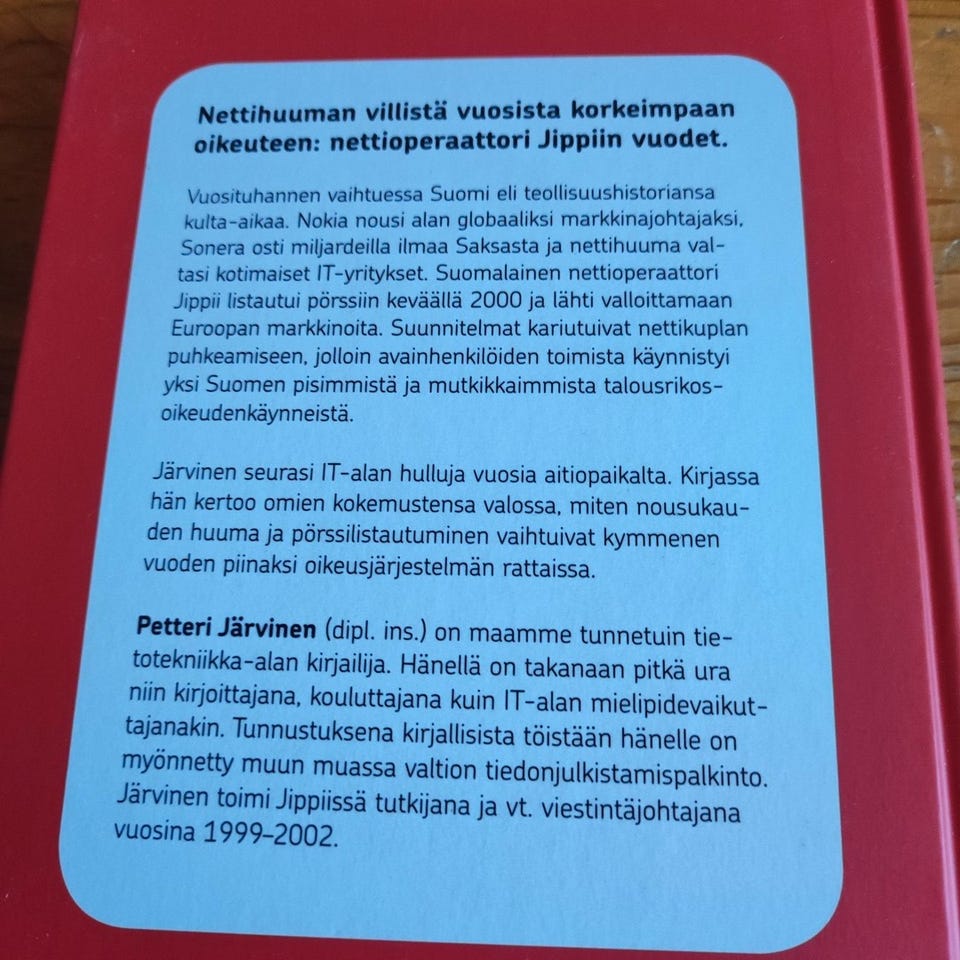 Nettihuuman villistä vuosista korkeimpaan
oikeuteen: nettioperaattori Jippiin vuodet.
Vuosituhannen vaihtuessa Suomi eli teollisuushistoriansa
kulta-aikaa. Nokia nousi alan globaaliksi markkinajohtajaksi,
Sonera osti miljardeilla ilmaa Saksasta ja nettihuuma val-
tasi kotimaiset IT-yritykset. Suomalainen nettioperaattori
Jippii listautui pörssiin keväällä 2000 ja lähti valloittamaan
Euroopan markkinoita. Suunnitelmat kariutuivat nettikuplan
puhkeamiseen, jolloin avainhenkilöiden toimista käynnistyi
yksi Suomen pisimmistä ja mutkikkaimmista talousrikos-
oikeudenkäynneistä.
Järvinen seurasi IT-alan hulluja vuosia aitiopaikalta. Kirjassa
hän kertoo omien kokemustensa valossa, miten nousukau-
den huuma ja pörssilistautuminen vaihtuivat kymmenen
vuoden piinaksi oikeusjärjestelmän rattaissa.
Petteri Järvinen (dipl. ins.) on maamme tunnetuin tie-
totekniikka-alan kirjailija. Hänellä on takanaan pitkä ura
niin kirjoittajana, kouluttajana kuin IT-alan mielipidevaikut-
tajanakin. Tunnustuksena kirjallisista töistään hänelle on
myönnetty muun muassa valtion tiedonjulkistamispalkinto.
Järvinen toimi Jippiissä tutkijana ja vt. viestintäjohtajana
vuosina 1999–2002.